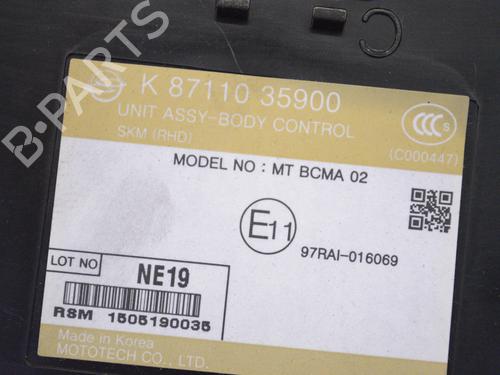 B-PARTS
K 87110 35900
UNIT ASSY-BODY CONTROL
SKM (RHD)
CCC S
(C000447)
MODEL NO : MT BCMA 02
E11
97RAI-016069
LOT NO
NE19
RSM 1505190035
Made in Korea
MOTOTECH CO., LTD.